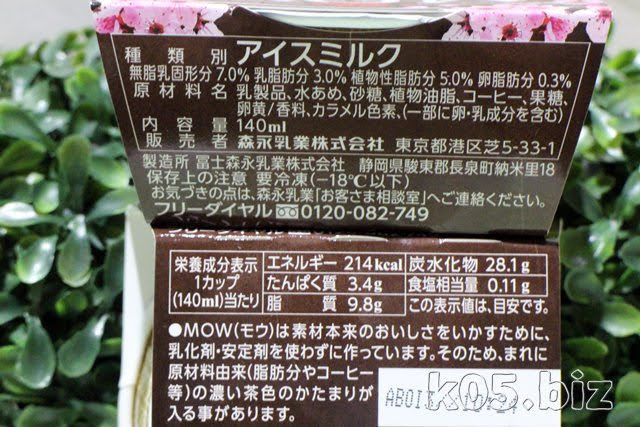 種類別 アイスミルク
無脂乳固形分 7.0% 乳脂肪分 3.0% 植物性脂肪分 5.0% 卵脂肪分 0.3%
原材料名 乳製品、水あめ、砂糖、植物油脂、コーヒー、果糖、
卵黄/香料、カラメル色素、(一部に卵・乳成分を含む)
内容量 140ml
販売者 森永乳業株式会社 東京都港区芝5-33-1
製造所 冨士森永乳業株式会社 静岡県駿東郡長泉町納米里18
保存上の注意 要冷凍(−18℃以下)
お気づきの点は、森永乳業「お客さま相談室」へご連絡ください。
フリーダイヤル 0120-082-749
栄養成分表示 1カップ (140ml)当たり
エネルギー 214kcal 炭水化物 28.1g
たんぱく質 3.4g 食塩相当量 0.11g
脂質 9.8g この表示値は、目安です。
●MOW(モウ)は素材本来のおいしさをいかすために、
乳化剤・安定剤を使わずに作っています。そのため、まれに
原材料由来(脂肪分やコーヒー
等)の濃い茶色のかたまりが
入る事があります。
k05.biz